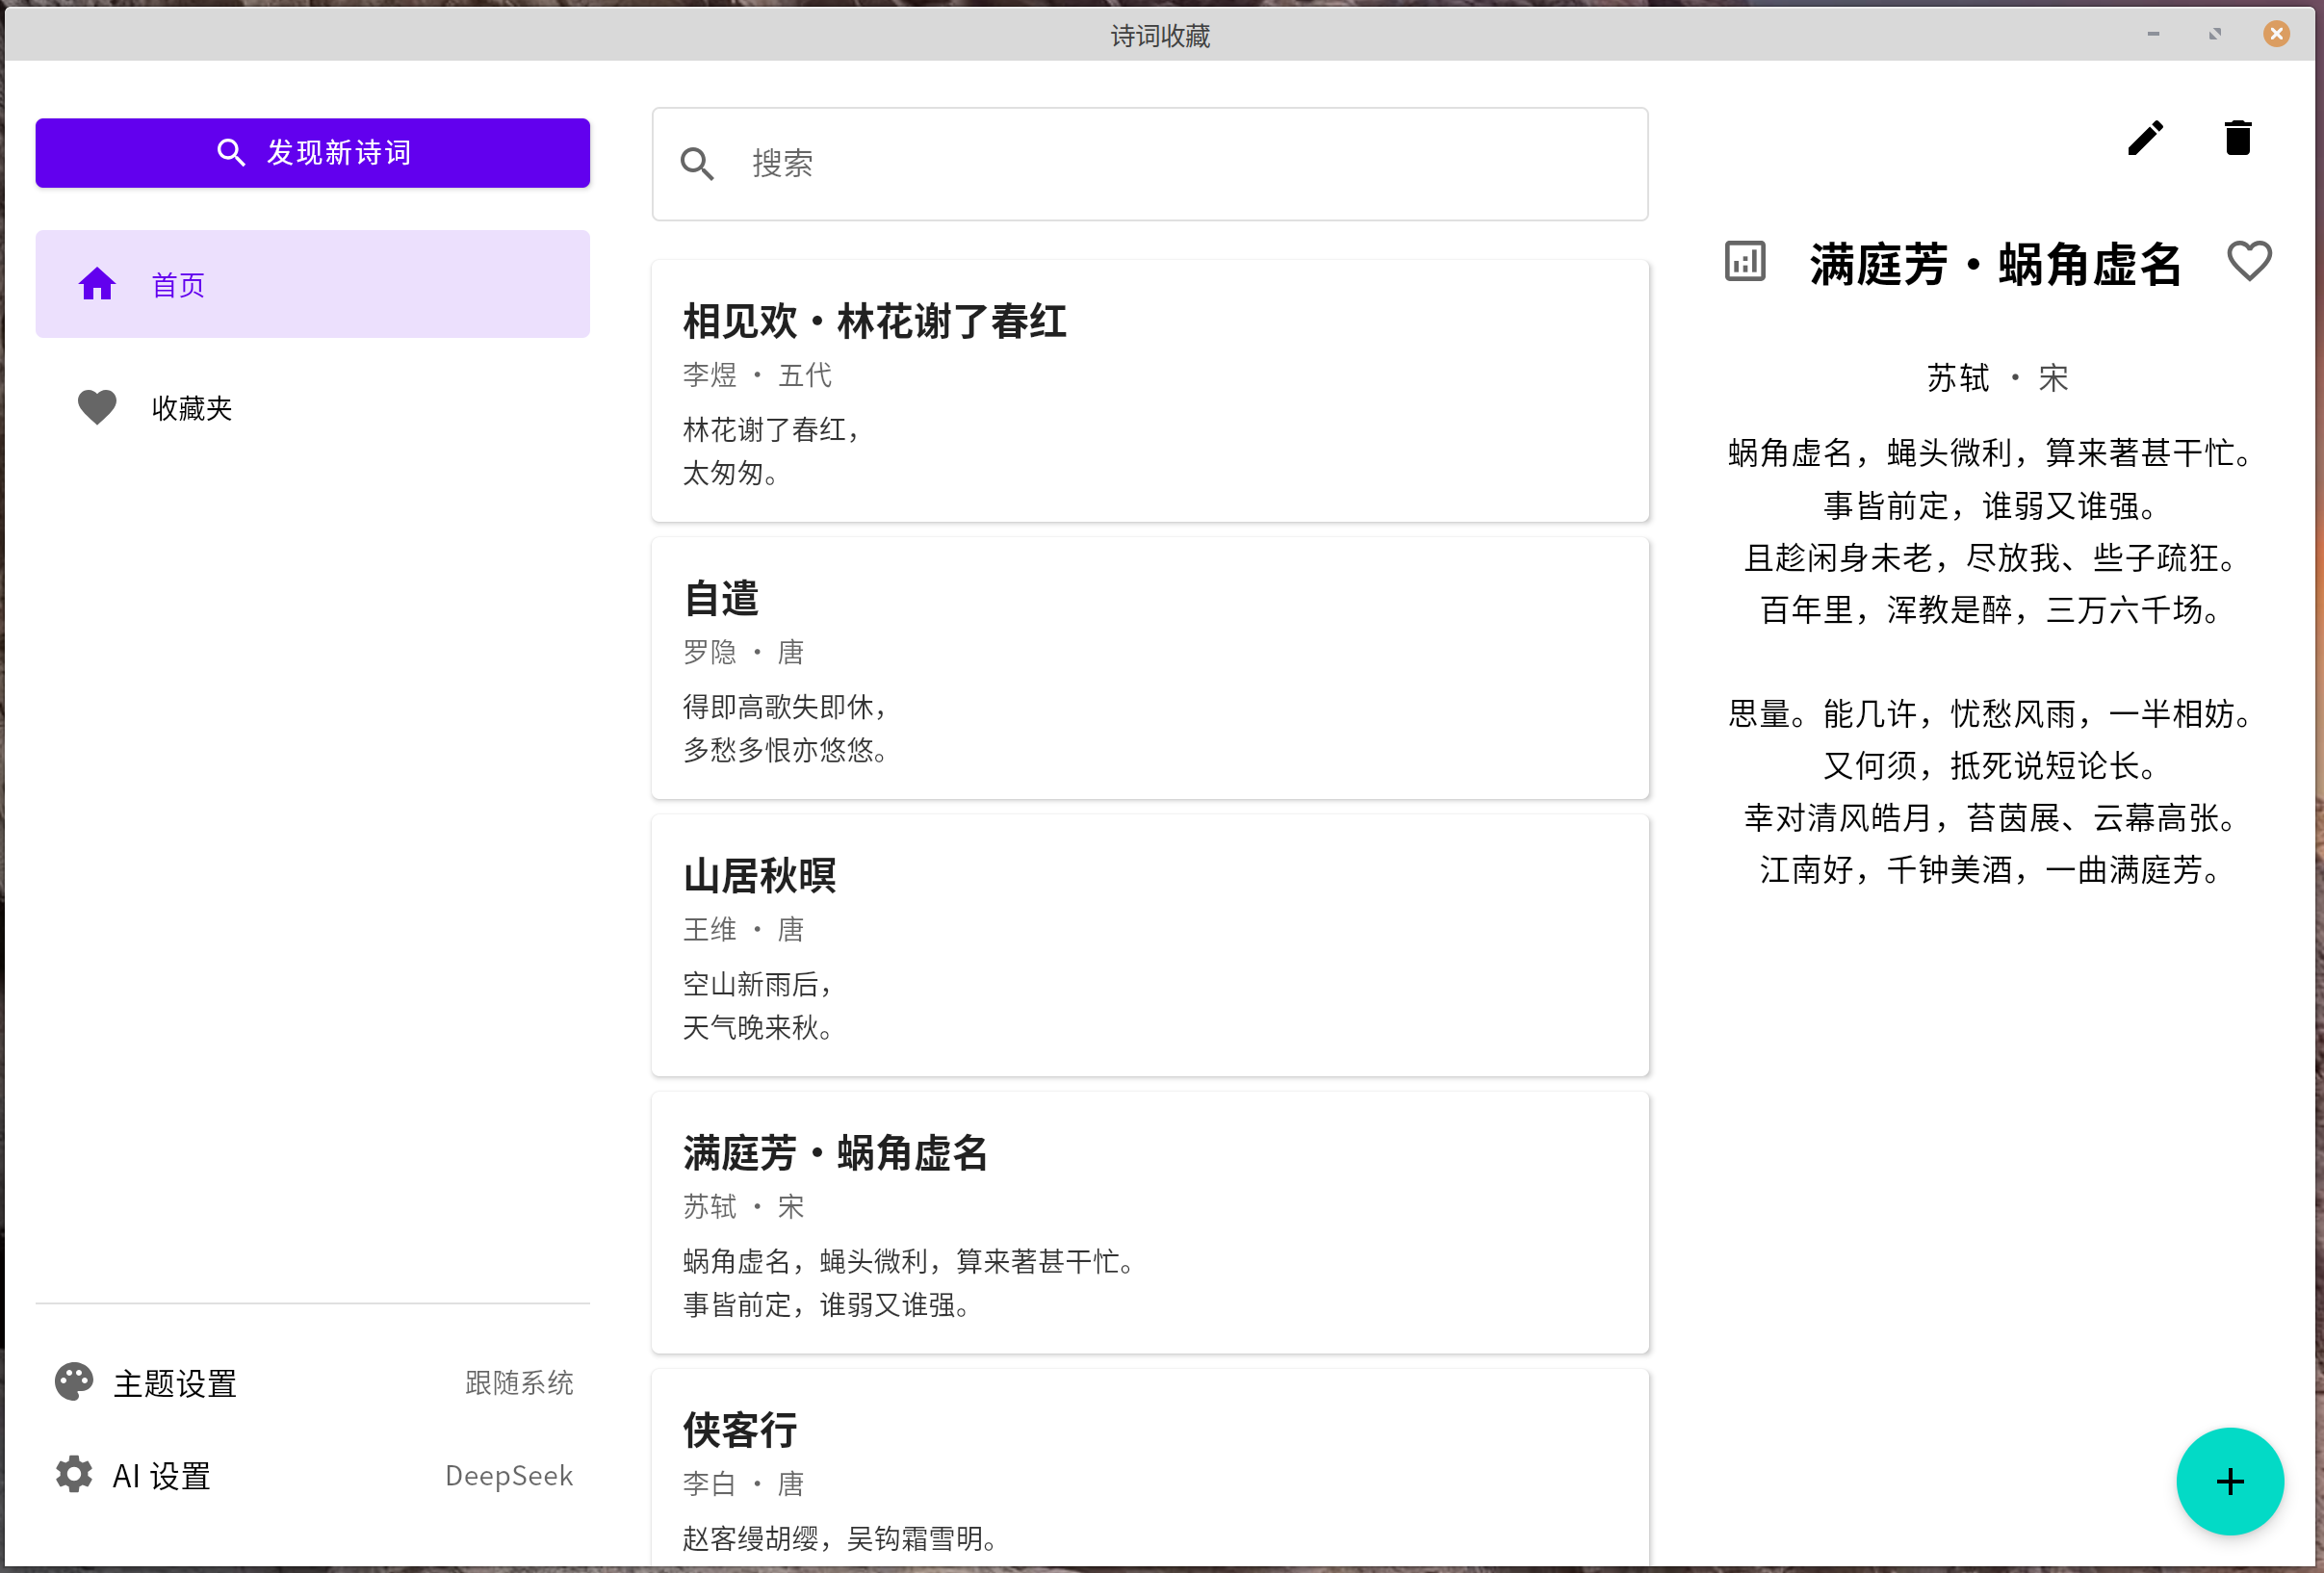 诗词收藏
发现新诗词
首页
收藏夹
主题设置 跟随系统
AI 设置 DeepSeek
搜索
相见欢·林花谢了春红
李煜 · 五代
林花谢了春红，
太匆匆。
自遣
罗隐 · 唐
得即高歌失即休，
多愁多恨亦悠悠。
山居秋暝
王维 · 唐
空山新雨后，
天气晚来秋。
满庭芳·蜗角虚名
苏轼 · 宋
蜗角虚名，蝇头微利，算来著甚干忙。
事皆前定，谁弱又谁强。
侠客行
李白 · 唐
赵客缦胡缨，吴钩霜雪明。
满庭芳·蜗角虚名
苏轼 · 宋
蜗角虚名，蝇头微利，算来著甚干忙。
事皆前定，谁弱又谁强。
且趁闲身未老，尽放我、些子疏狂。
百年里，浑教是醉，三万六千场。
思量。能几许，忧愁风雨，一半相妨。
又何须，抵死说短论长。
幸对清风皓月，苔茵展、云幕高张。
江南好，千钟美酒，一曲满庭芳。